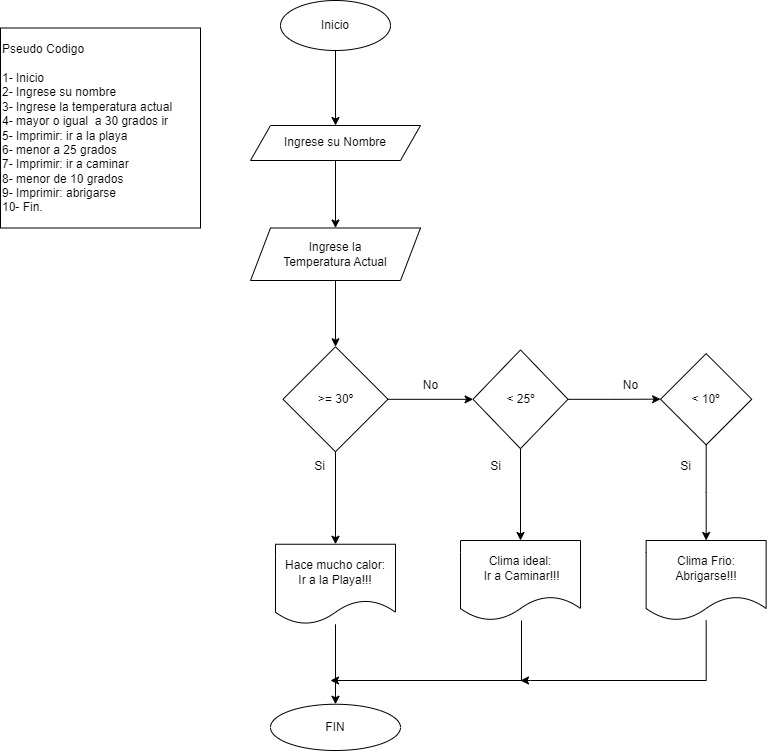 Pseudo Codigo
1- Inicio
2- Ingrese su nombre
3- Ingrese la temperatura actual
4- mayor o igual  a 30 grados ir
5- Imprimir: ir a la playa
6- menor a 25 grados
7- Imprimir: ir a caminar
8- menor de 10 grados
9- Imprimir: abrigarse
10- Fin.
Inicio
Ingrese su Nombre
Ingrese la
Temperatura Actual
>= 30º
No
< 25º
No
< 10º
Si
Si
Si
Hace mucho calor:
Ir a la Playa!!!
Clima ideal:
Ir a Caminar!!!
Clima Frio:
Abrigarse!!!
FIN